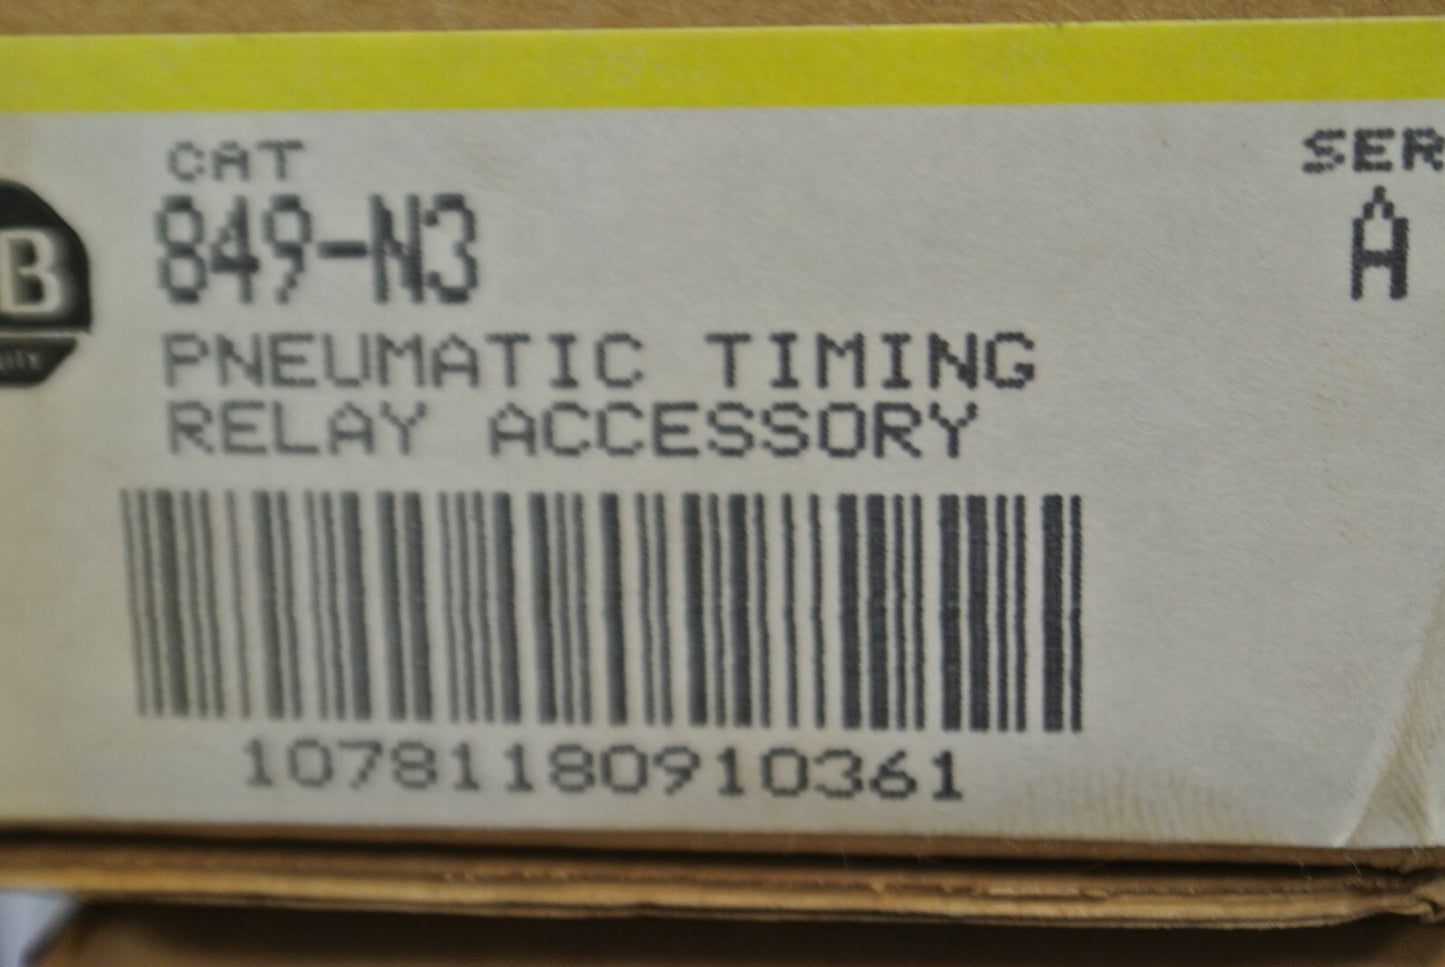 CAT
849-N3
PNEUMATIC TIMING
RELAY ACCESSORY
10781180910361
SER
A
B